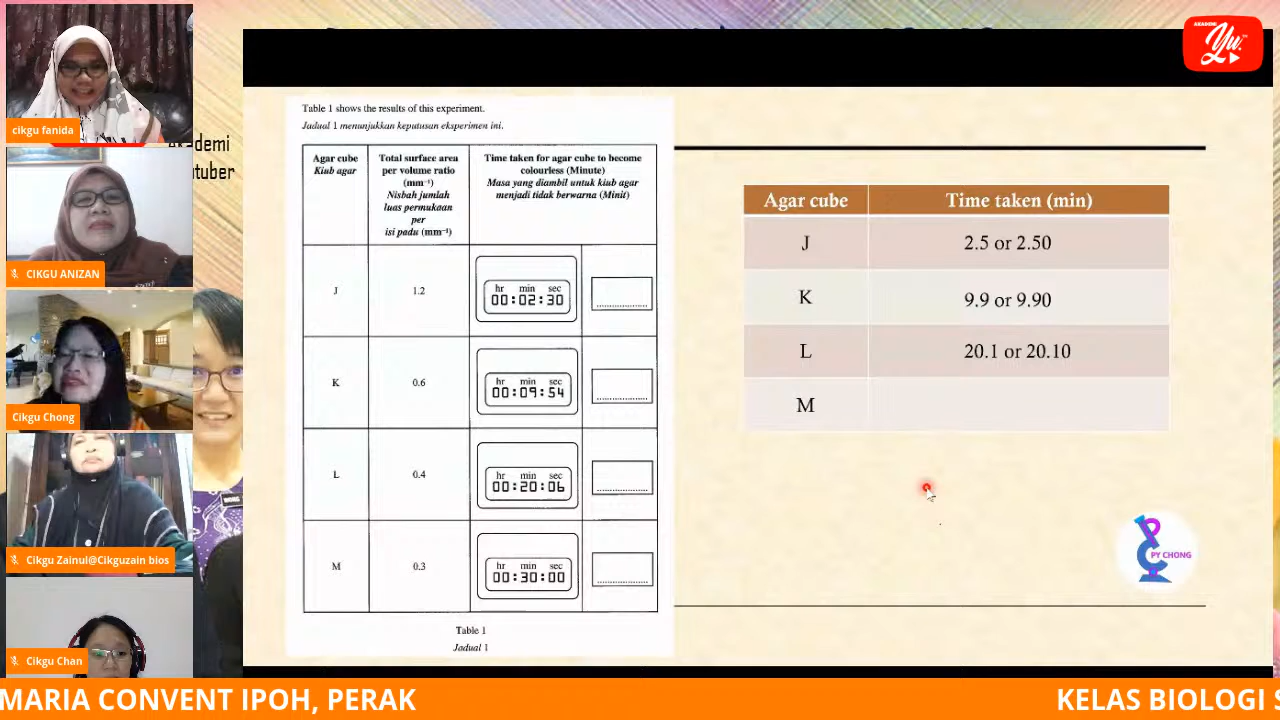 AKADEMI
Yu.
cikgu fanida
CIKGU ANIZAN
Cikgu Chong
Cikgu Zainul@Cikguzain bios
Cikgu Chan
Table 1 shows the results of this experiment.
Jadual 1 menunjukkan keputusan eksperimen ini.
Agar cube
Kiub agar
Total surface area
per volume ratio
(mm⁻¹)
Nisbah jumlah
luas permukaan
per
isi padu (mm⁻¹)
Time taken for agar cube to become
colourless (Minute)
Masa yang diambil untuk kiub agar
menjadi tidak berwarna (Minit)
J
1.2
hr min sec
00:02:30
K
0.6
hr min sec
00:09:54
L
0.4
hr min sec
00:20:06
M
0.3
hr min sec
00:30:00
Table 1
Jadual 1
Agar cube Time taken (min)
J 2.5 or 2.50
K 9.9 or 9.90
L 20.1 or 20.10
M
PY CHONG
MARIA CONVENT IPOH, PERAK
KELAS BIOLOGI